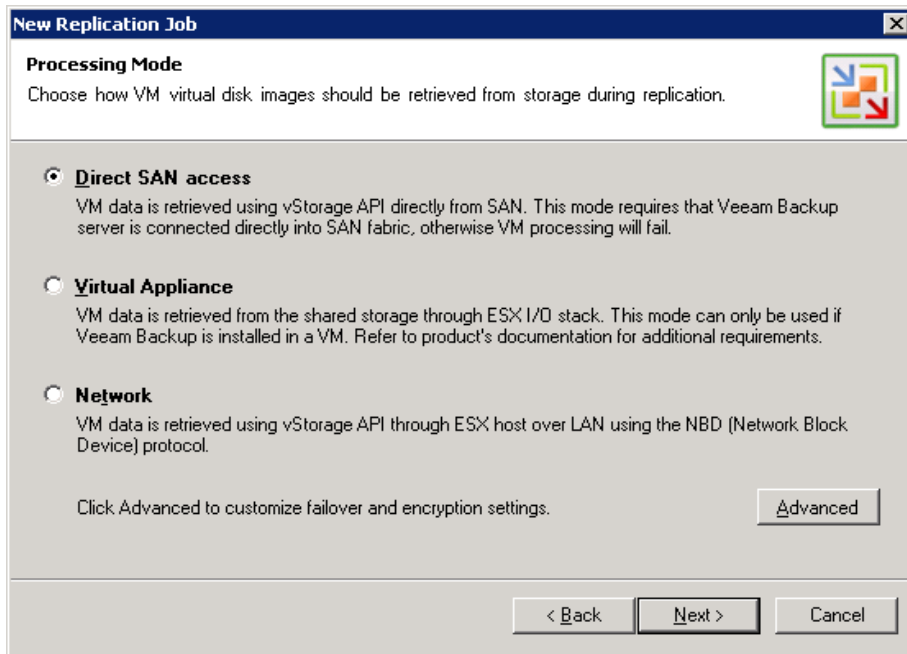 New Replication Job
Processing Mode
Choose how VM virtual disk images should be retrieved from storage during replication.
Direct SAN access
VM data is retrieved using vStorage API directly from SAN. This mode requires that Veeam Backup
server is connected directly into SAN fabric, otherwise VM processing will fail.
Virtual Appliance
VM data is retrieved from the shared storage through ESX I/O stack. This mode can only be used if
Veeam Backup is installed in a VM. Refer to product's documentation for additional requirements.
Network
VM data is retrieved using vStorage API through ESX host over LAN using the NBD (Network Block
Device) protocol.
Click Advanced to customize failover and encryption settings.
Advanced
< Back
Next >
Cancel